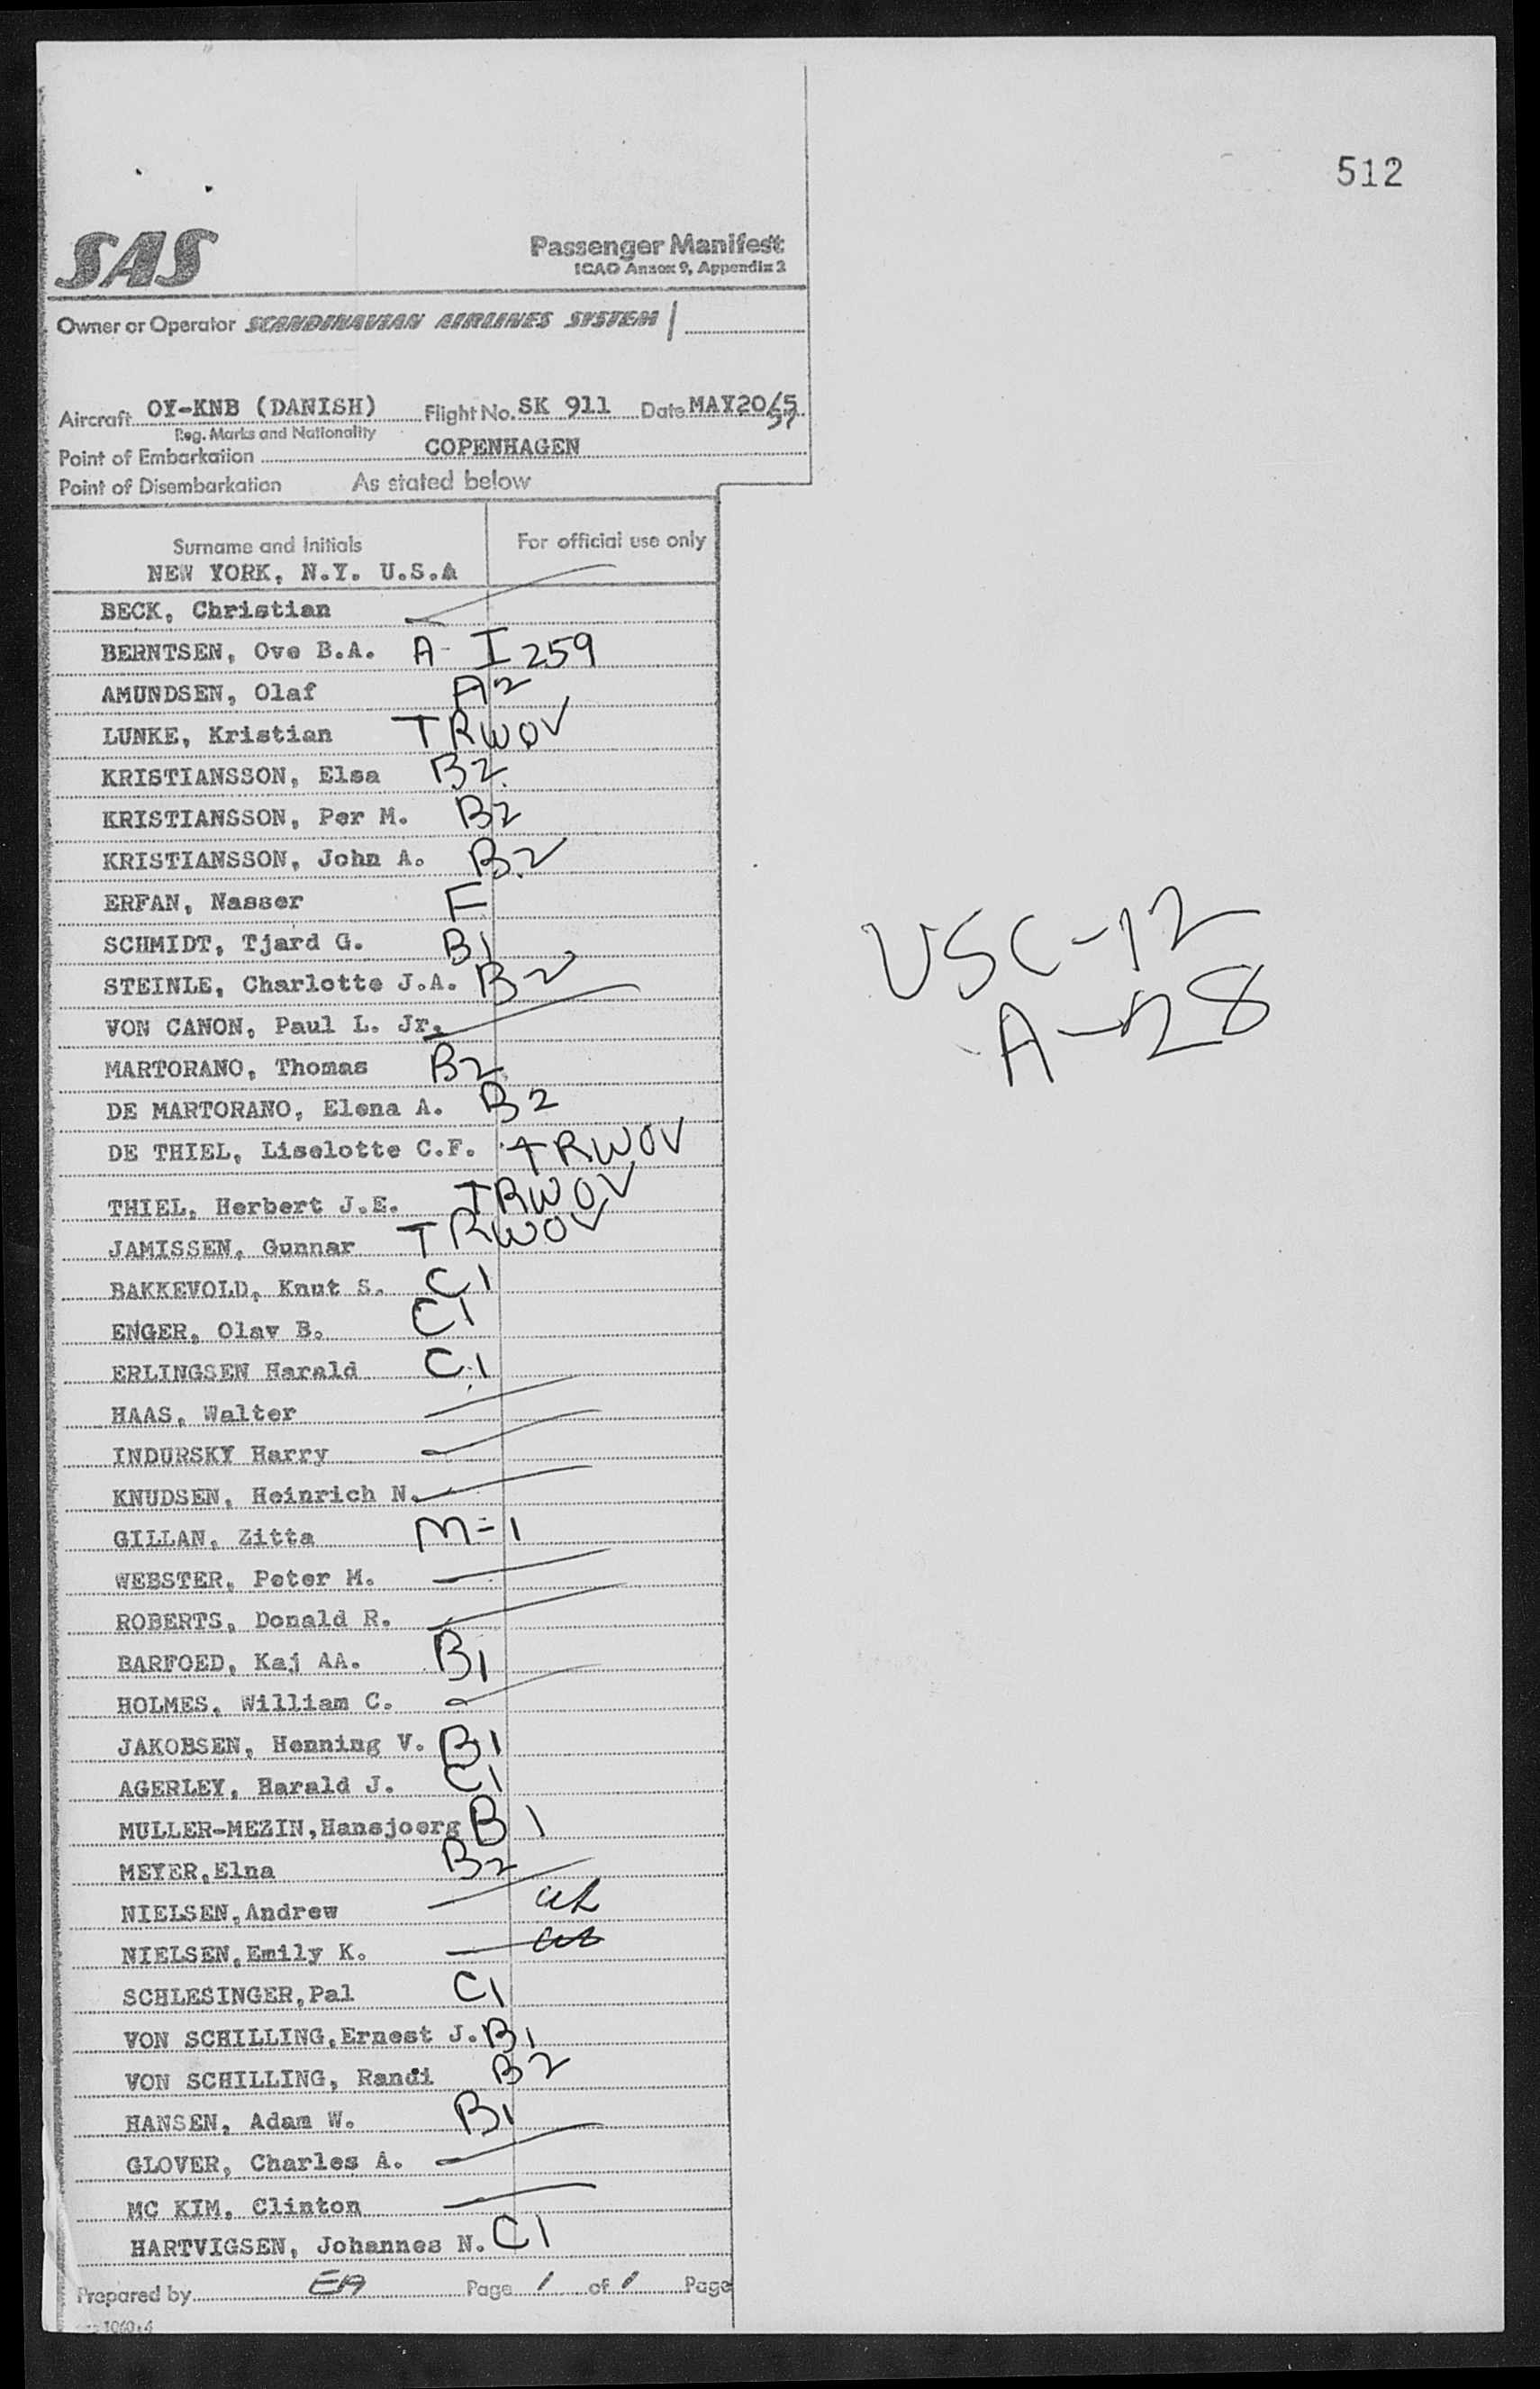 512
SAS
Passenger Manifest
ICAO Annex 9, Appendix 2
Owner or Operator SCANDINAVIAN AIRLINES SYSTEM /
Aircraft OY-KNB (DANISH) Flight No. SK 911 Date MAY20/5
57
Reg. Marks and Nationality
Point of Embarkation COPENHAGEN
Point of Disembarkation As stated below
Surname and Initials For official use only
NEW YORK, N.Y. U.S.A
BECK, Christian
BERNTSEN, Ove B.A. A- I 259
AMUNDSEN, Olaf A2
LUNKE, Kristian TRWOV
KRISTIANSSON, Elsa B2
KRISTIANSSON, Per M. B2
KRISTIANSSON, John A. B2
ERFAN, Nasser F
SCHMIDT, Tjard G. B1
STEINLE, Charlotte J.A. B2
VON CANON, Paul L. Jr.
MARTORANO, Thomas B2
DE MARTORANO, Elena A. B2
DE THIEL, Liselotte C.F. TRWOV
THIEL, Herbert J.E. TRWOV
JAMISSEN, Gunnar TRWOV
BAKKEVOLD, Knut S. C1
ENGER, Olav B. C1
ERLINGSEN Harald C1
HAAS, Walter
INDURSKY Harry
KNUDSEN, Heinrich N.
GILLAN, Zitta M-1
WEBSTER, Peter M.
ROBERTS, Donald R.
BARFOED, Kaj AA. B1
HOLMES, William C.
JAKOBSEN, Henning V. B1
AGERLEY, Harald J. C1
MULLER-MEZIN,Hansjoerg B1
MEYER,Elna B2
NIELSEN,Andrew
NIELSEN,Emily K.
SCHLESINGER,Pal C1
VON SCHILLING,Ernest J. B1
VON SCHILLING, Randi B2
HANSEN, Adam W. B1
GLOVER, Charles A.
MC KIM, Clinton
HARTVIGSEN, Johannes N. C1
Prepared by EA Page 1 of 1 Page
USC-12
A-28